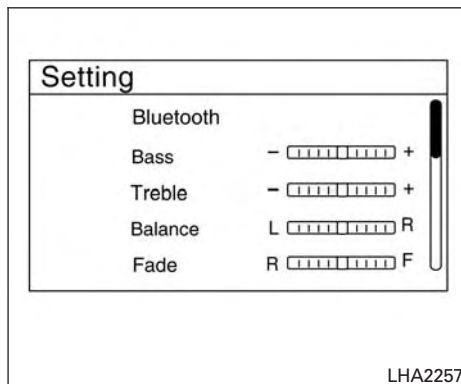 Setting
Bluetooth
Bass - +
Treble - +
Balance L R
Fade R F
LHA2257